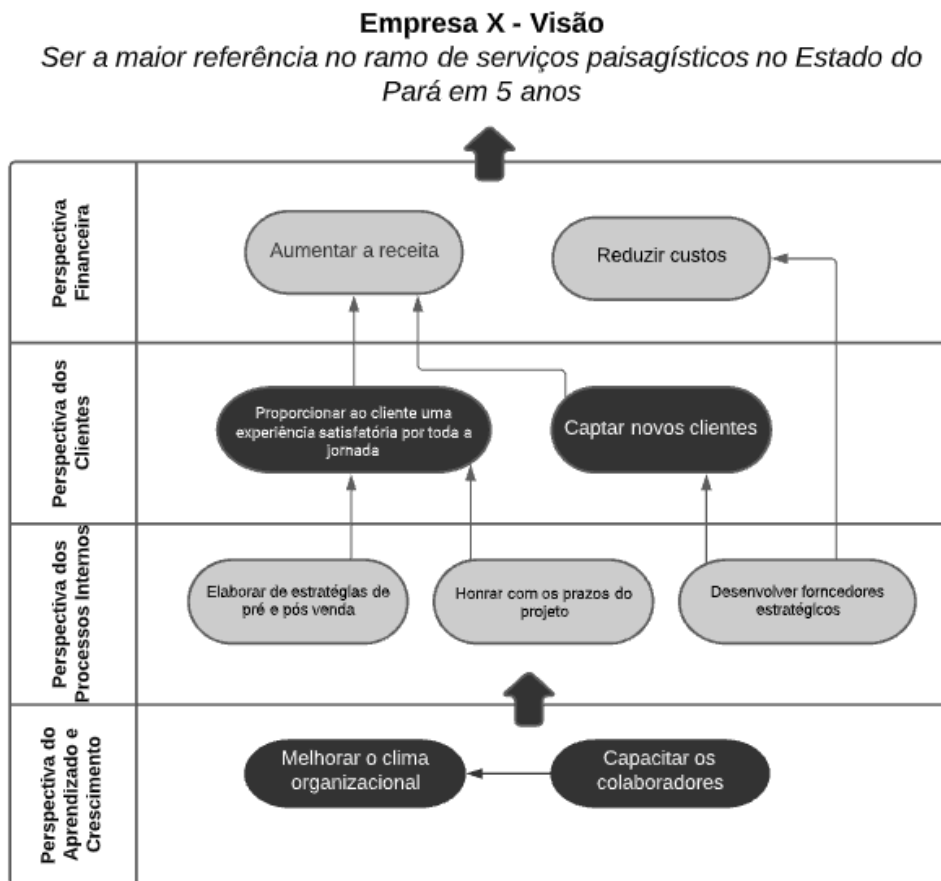 Empresa X - Visão
Ser a maior referência no ramo de serviços paisagísticos no Estado do
Pará em 5 anos
Perspectiva
Financeira
Aumentar a receita
Reduzir custos
Perspectiva dos
Clientes
Proporcionar ao cliente uma
experiência satisfatória por toda a
jornada
Captar novos clientes
Perspectiva dos
Processos Internos
Elaborar de estratégias de
pré e pós venda
Honrar com os prazos do
projeto
Desenvolver forncedores
estratégicos
Perspectiva do
Aprendizado e
Crescimento
Melhorar o clima
organizacional
Capacitar os
colaboradores